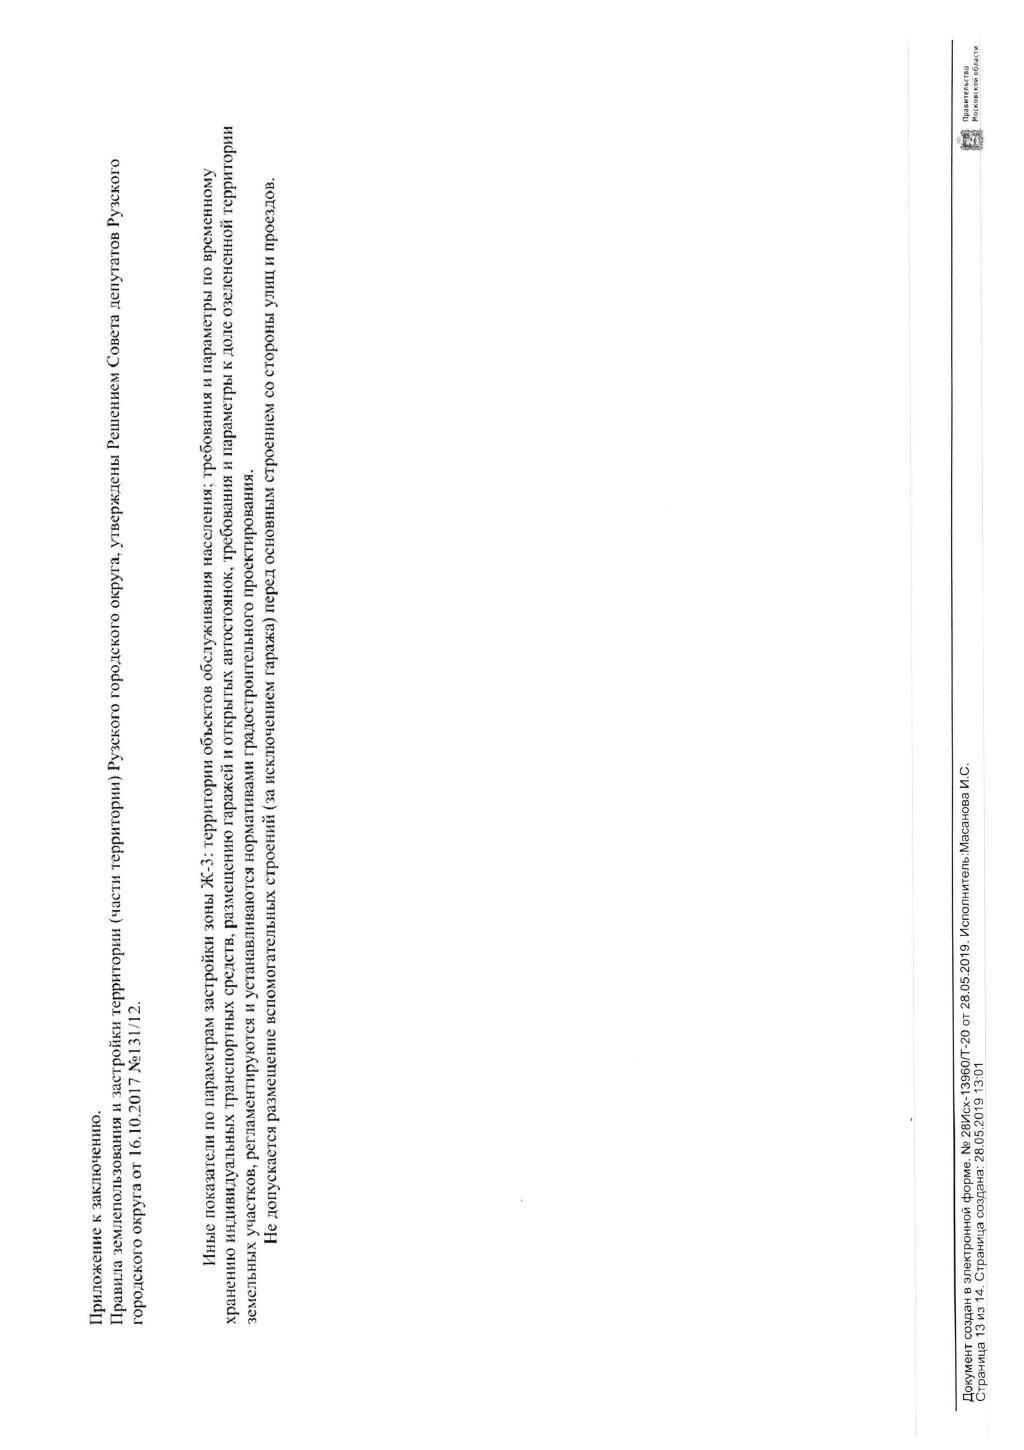 Приложение к заключению.
Правила землепользования и застройки территории (части территории) Рузского городского округа, утверждены Решением Совета депутатов Рузского
городского округа от 16.10.2017 №131/12.
Иные показатели по параметрам застройки зоны Ж-3: территории объектов обслуживания населения; требования и параметры по временному
хранению индивидуальных транспортных средств, размещению гаражей и открытых автостоянок, требования и параметры к доле озелененной территории
земельных участков, регламентируются и устанавливаются нормативами градостроительного проектирования.
Не допускается размещение вспомогательных строений (за исключением гаража) перед основным строением со стороны улиц и проездов.
Документ создан в электронной форме. № 28Исх-13960/Т-20 от 28.05.2019. Исполнитель:Масанова И.С.
Страница 13 из 14. Страница создана: 28.05.2019 13:01
Правительство
Московской области